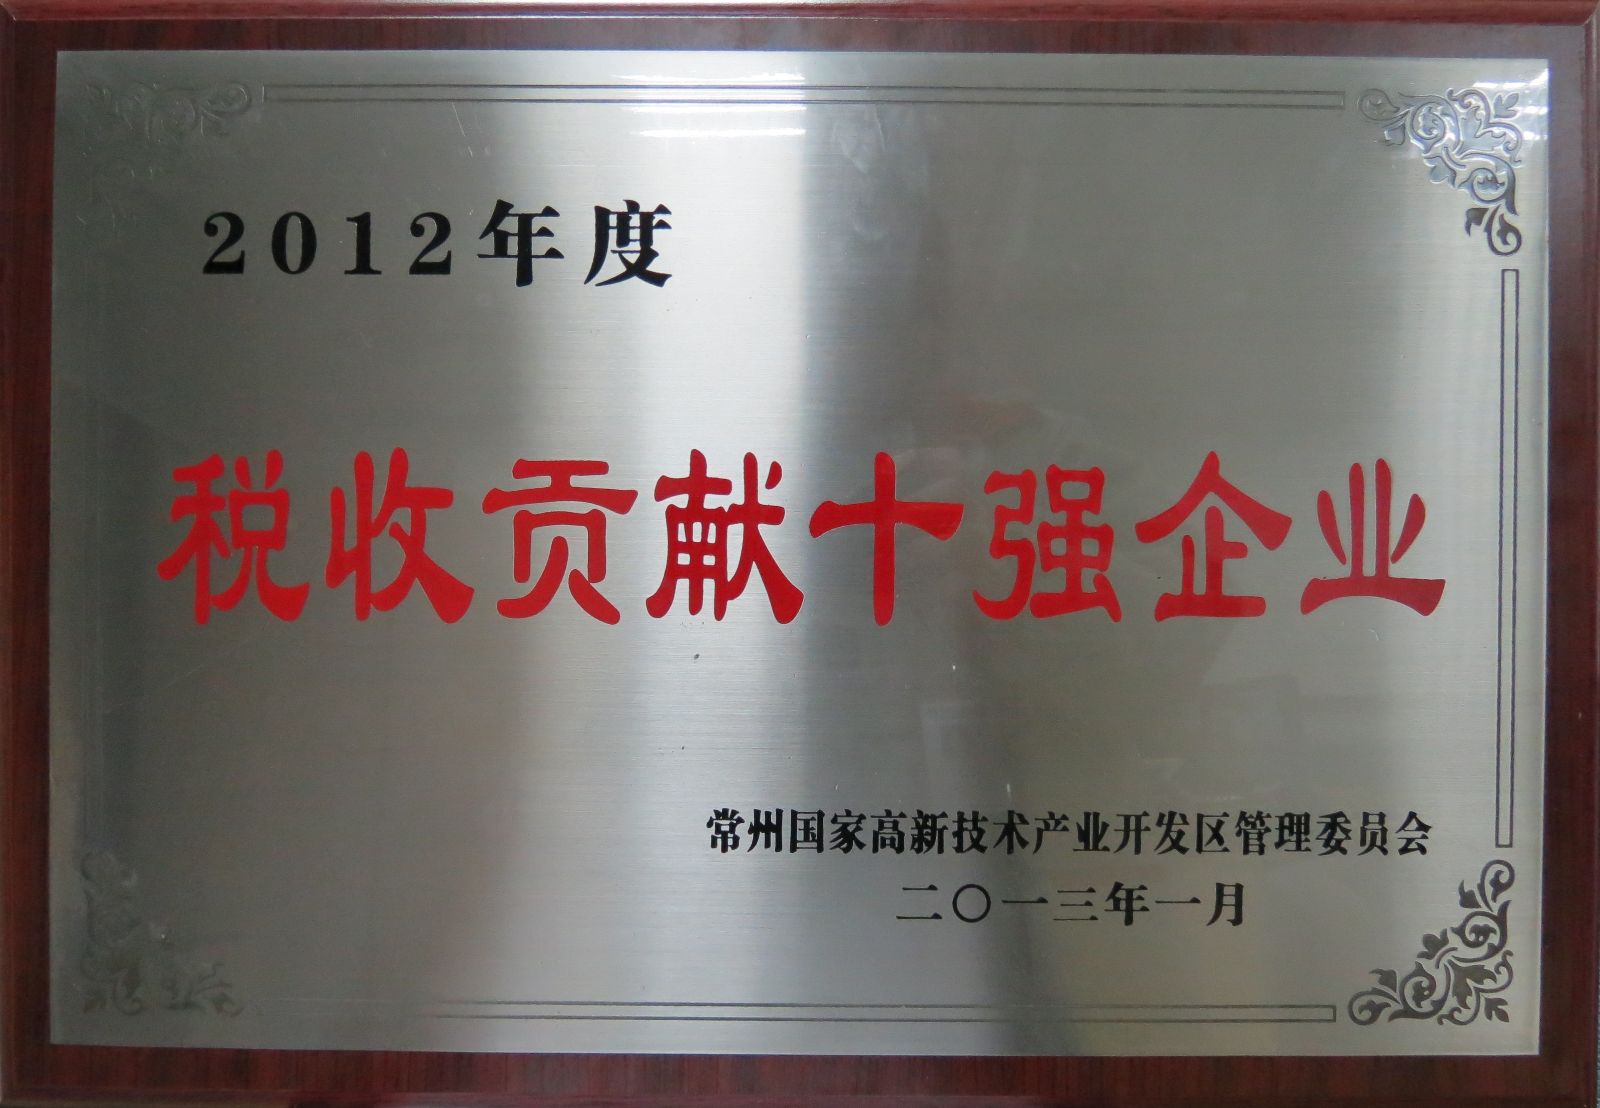 2012年度
税收贡献十强企业
常州国家高新技术产业开发区管理委员会
二〇一三年一月